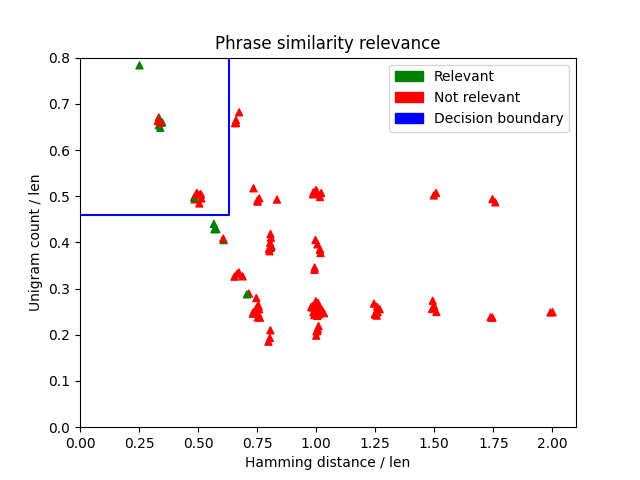 Phrase similarity relevance
Relevant
Not relevant
Decision boundary
0.8
0.7
0.6
0.5
0.4
0.3
0.2
0.1
0.0
Unigram count / len
0.00 0.25 0.50 0.75 1.00 1.25 1.50 1.75 2.00
Hamming distance / len